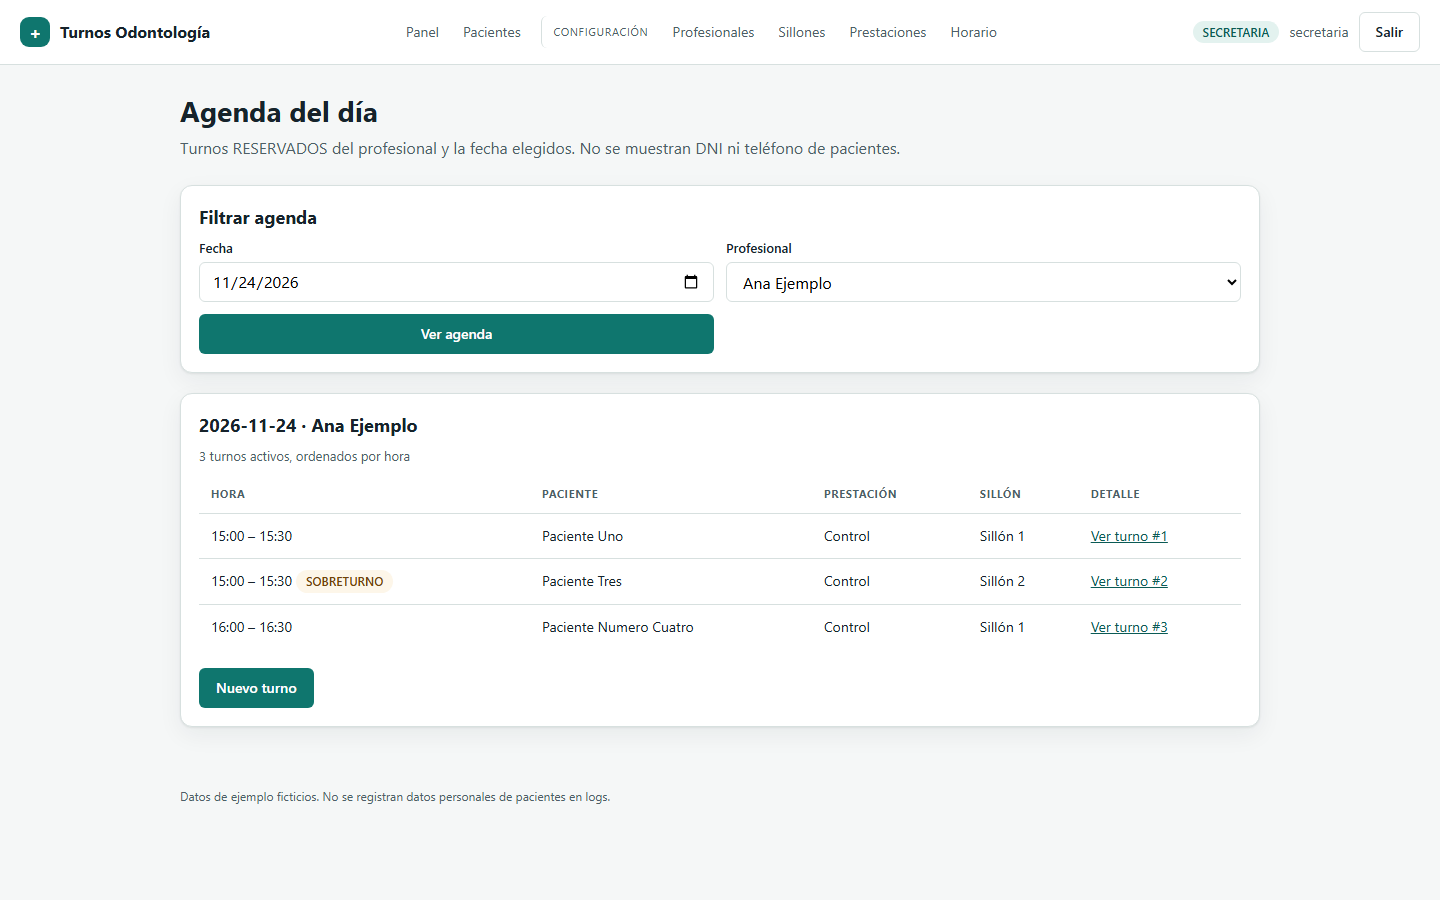 + Turnos Odontología Panel Pacientes CONFIGURACIÓN Profesionales Sillones Prestaciones Horario SECRETARIA secretaria Salir
Agenda del día
Turnos RESERVADOS del profesional y la fecha elegidos. No se muestran DNI ni teléfono de pacientes.
Filtrar agenda
Fecha Profesional
11/24/2026 Ana Ejemplo
Ver agenda
2026-11-24 · Ana Ejemplo
3 turnos activos, ordenados por hora
HORA PACIENTE PRESTACIÓN SILLÓN DETALLE
15:00 – 15:30 Paciente Uno Control Sillón 1 Ver turno #1
15:00 – 15:30 SOBRETURNO Paciente Tres Control Sillón 2 Ver turno #2
16:00 – 16:30 Paciente Numero Cuatro Control Sillón 1 Ver turno #3
Nuevo turno
Datos de ejemplo ficticios. No se registran datos personales de pacientes en logs.